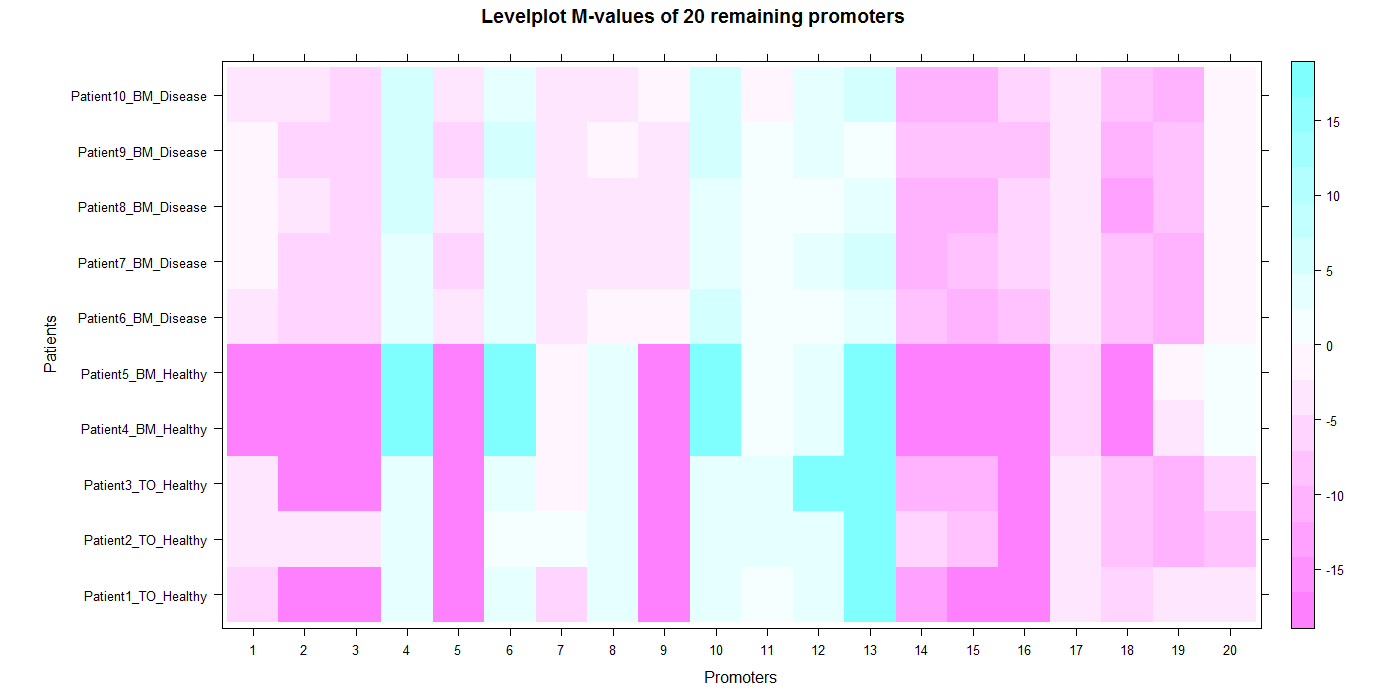 Levelplot M-values of 20 remaining promoters
Patients
Patient10_BM_Disease
Patient9_BM_Disease
Patient8_BM_Disease
Patient7_BM_Disease
Patient6_BM_Disease
Patient5_BM_Healthy
Patient4_BM_Healthy
Patient3_TO_Healthy
Patient2_TO_Healthy
Patient1_TO_Healthy
1 2 3 4 5 6 7 8 9 10 11 12 13 14 15 16 17 18 19 20
Promoters
15
10
5
0
-5
-10
-15